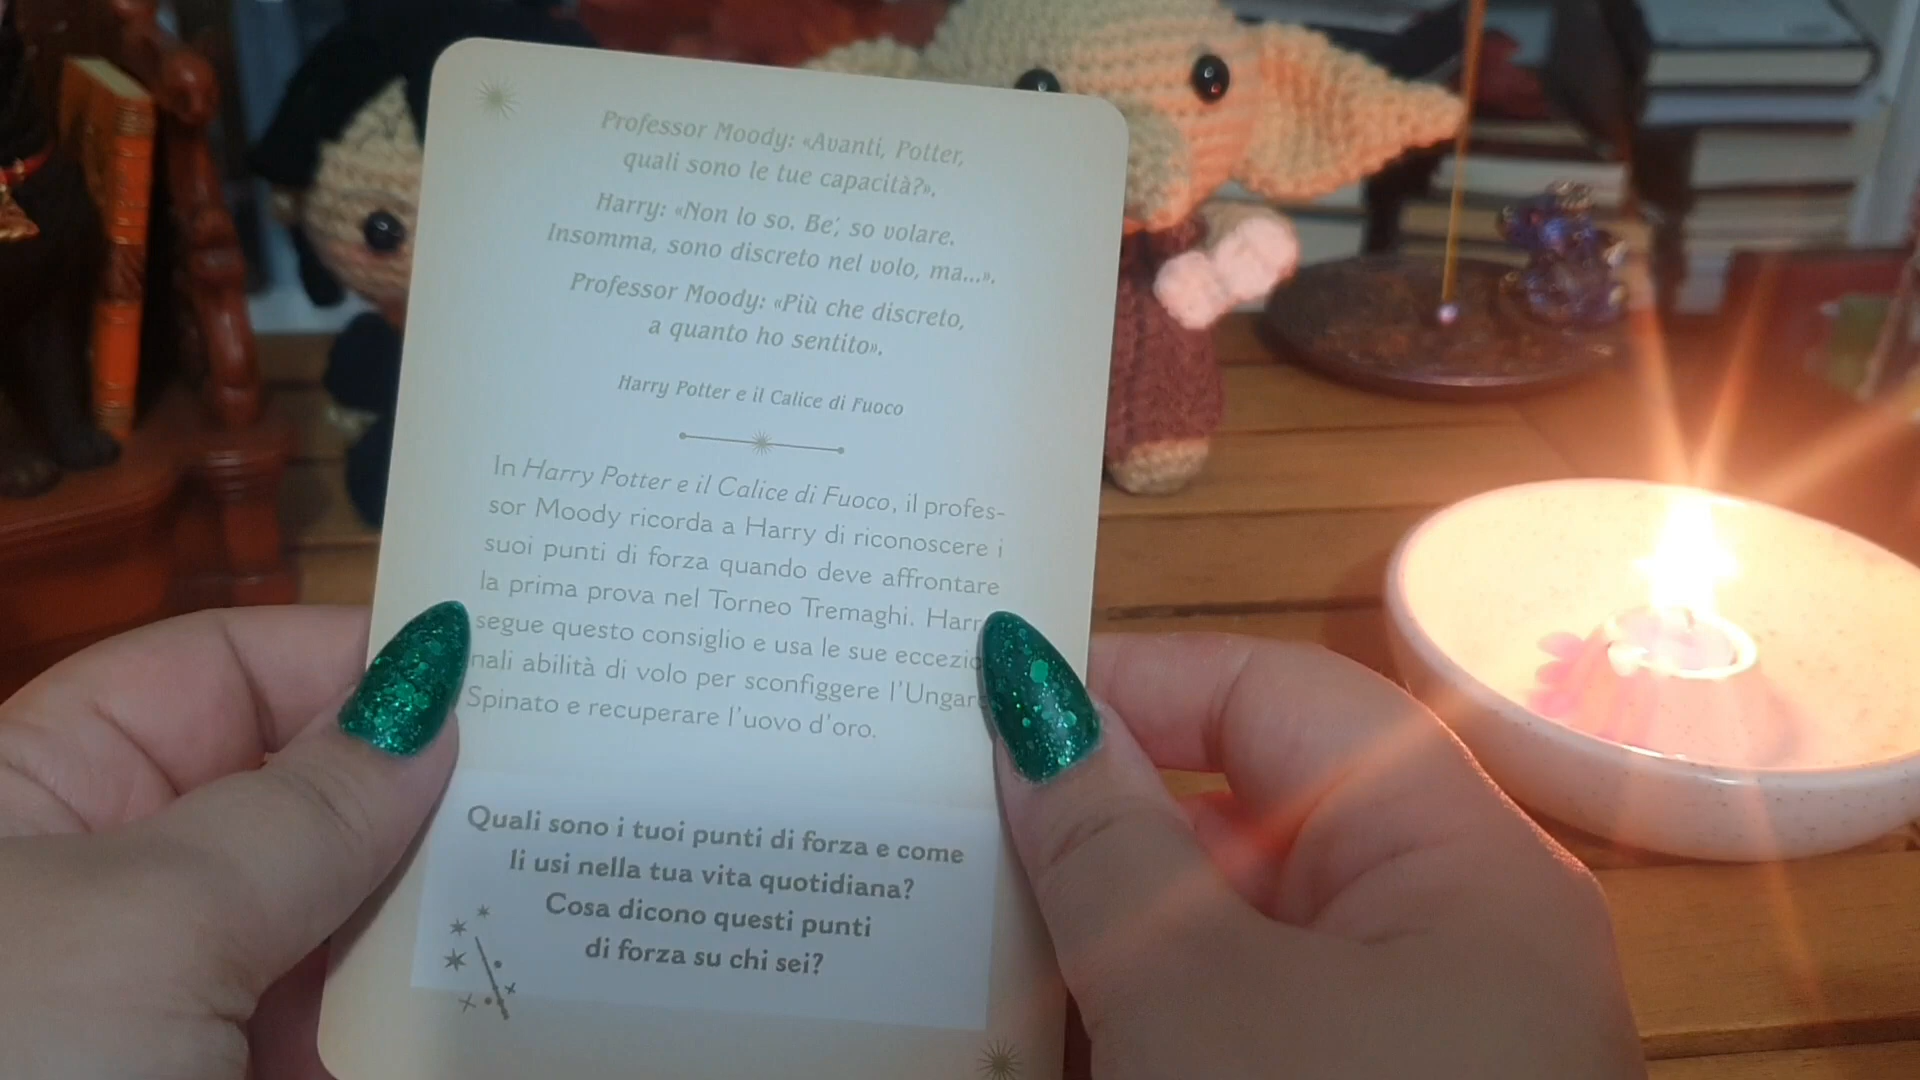 Professor Moody: «Avanti, Potter,
quali sono le tue capacità?».
Harry: «Non lo so. Be', so volare.
Insomma, sono discreto nel volo, ma...».
Professor Moody: «Più che discreto,
a quanto ho sentito».
Harry Potter e il Calice di Fuoco
In Harry Potter e il Calice di Fuoco, il profes-
sor Moody ricorda a Harry di riconoscere i
suoi punti di forza quando deve affrontare
la prima prova nel Torneo Tremaghi. Harr
segue questo consiglio e usa le sue eccezio
nali abilità di volo per sconfiggere l'Ungar
Spinato e recuperare l'uovo d'oro.
Quali sono i tuoi punti di forza e come
li usi nella tua vita quotidiana?
Cosa dicono questi punti
di forza su chi sei?